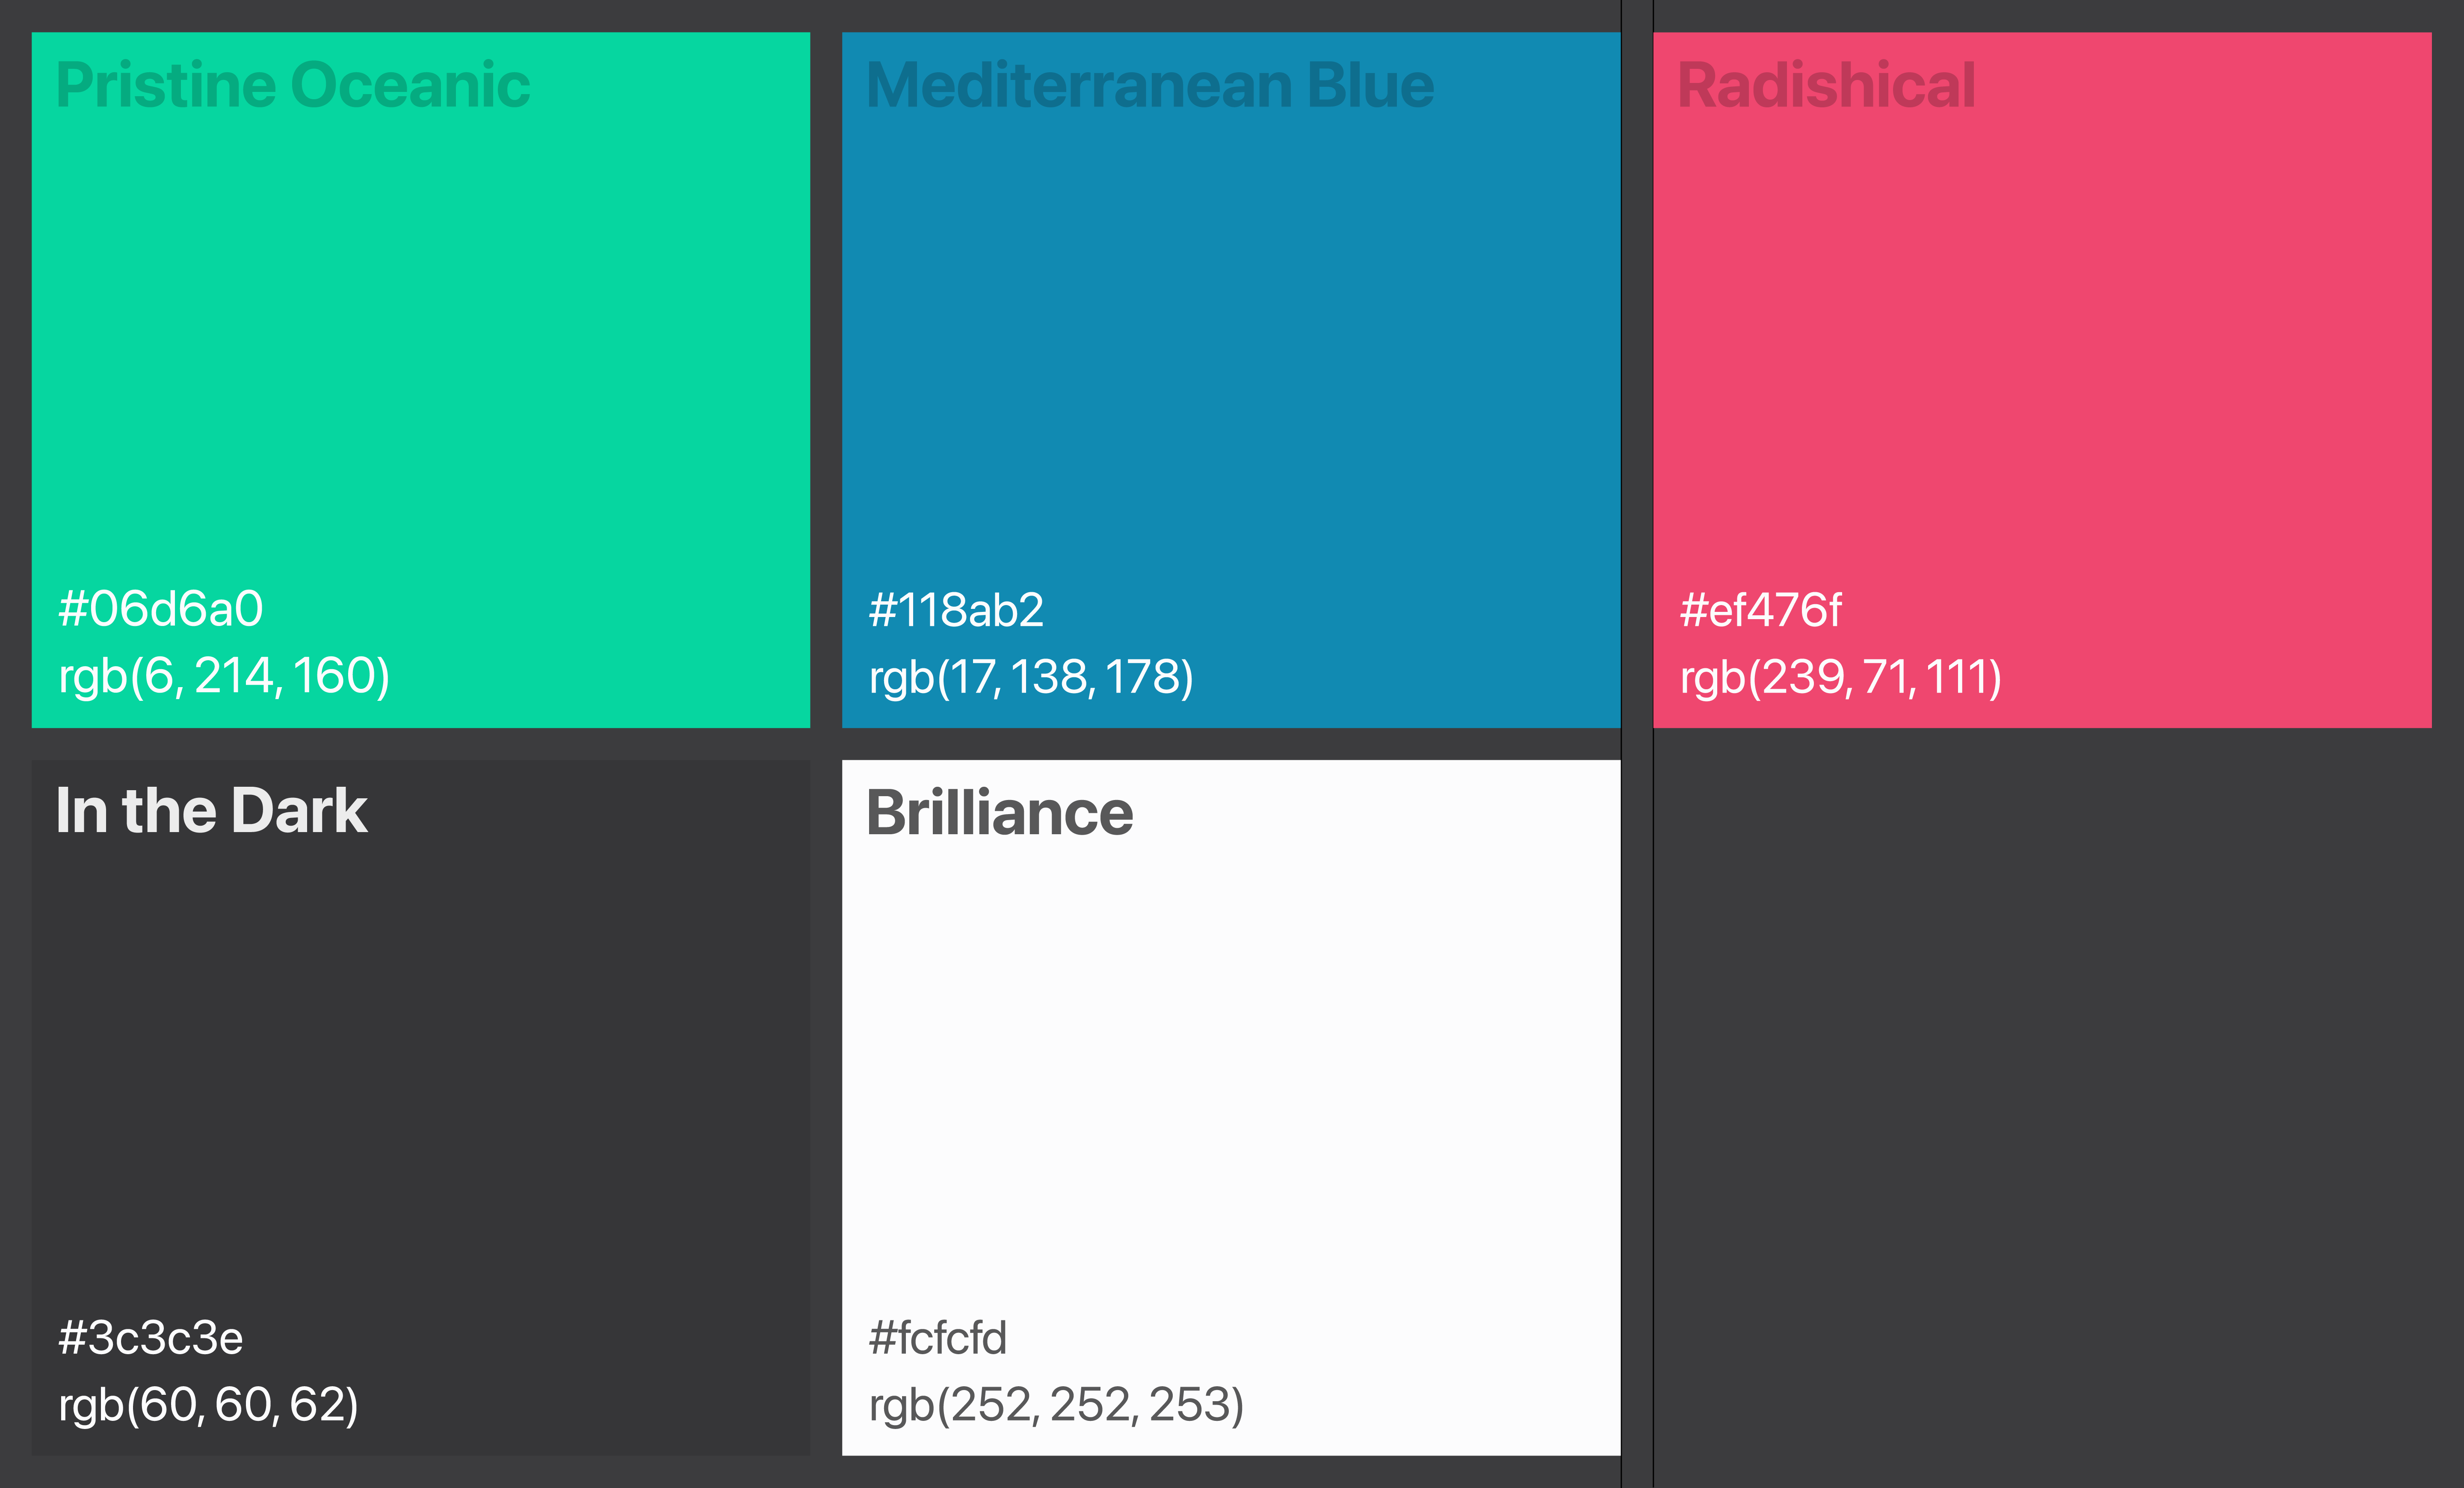 Pristine Oceanic
#06d6a0
rgb(6, 214, 160)
Mediterranean Blue
#118ab2
rgb(17, 138, 178)
Radishical
#ef476f
rgb(239, 71, 111)
In the Dark
#3c3c3e
rgb(60, 60, 62)
Brilliance
#fcfcfd
rgb(252, 252, 253)